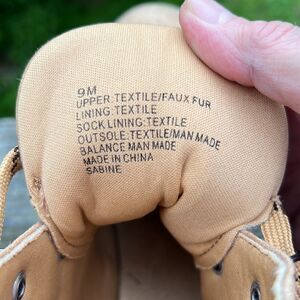 9M
UPPER:TEXTILE/FAUX FUR
LINING:TEXTILE
SOCK LINING:TEXTILE
OUTSOLE:TEXTILE/MAN MADE
BALANCE MAN MADE
MADE IN CHINA
SABINE